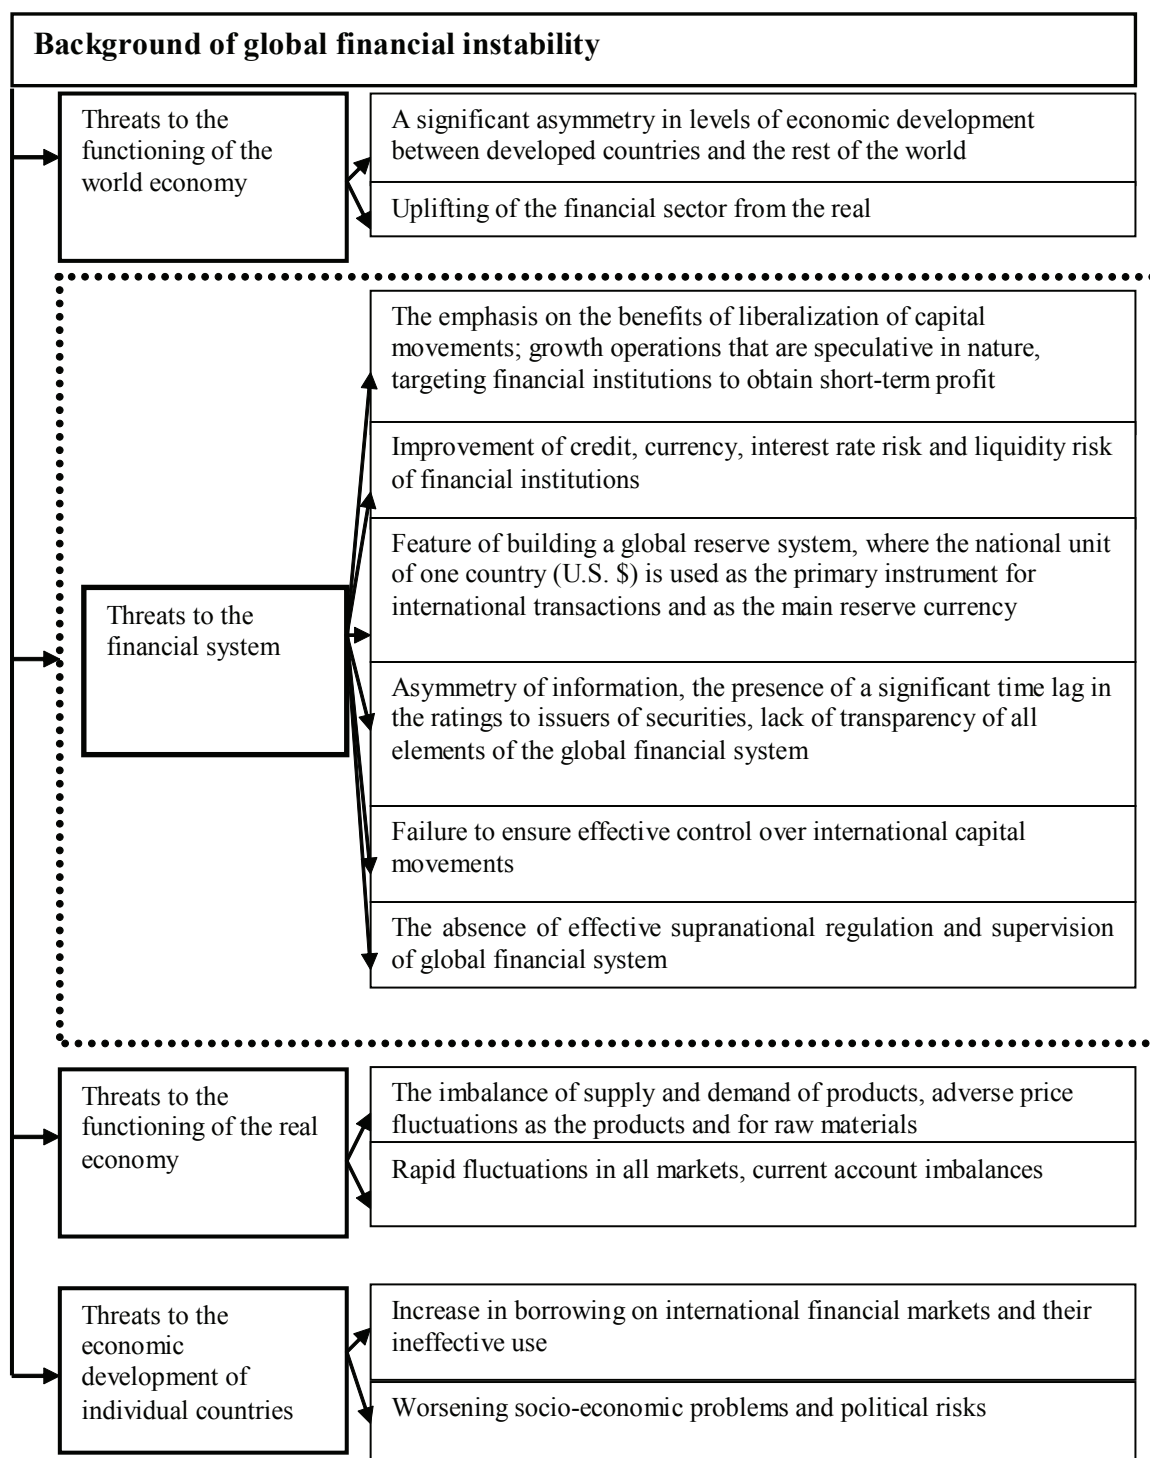 Background of global financial instability
Threats to the
functioning of the
world economy
A significant asymmetry in levels of economic development
between developed countries and the rest of the world
Uplifting of the financial sector from the real
Threats to the
financial system
The emphasis on the benefits of liberalization of capital
movements; growth operations that are speculative in nature,
targeting financial institutions to obtain short-term profit
Improvement of credit, currency, interest rate risk and liquidity risk
of financial institutions
Feature of building a global reserve system, where the national unit
of one country (U.S. $) is used as the primary instrument for
international transactions and as the main reserve currency
Asymmetry of information, the presence of a significant time lag in
the ratings to issuers of securities, lack of transparency of all
elements of the global financial system
Failure to ensure effective control over international capital
movements
The absence of effective supranational regulation and supervision
of global financial system
Threats to the
functioning of the real
economy
The imbalance of supply and demand of products, adverse price
fluctuations as the products and for raw materials
Rapid fluctuations in all markets, current account imbalances
Threats to the
economic
development of
individual countries
Increase in borrowing on international financial markets and their
ineffective use
Worsening socio-economic problems and political risks